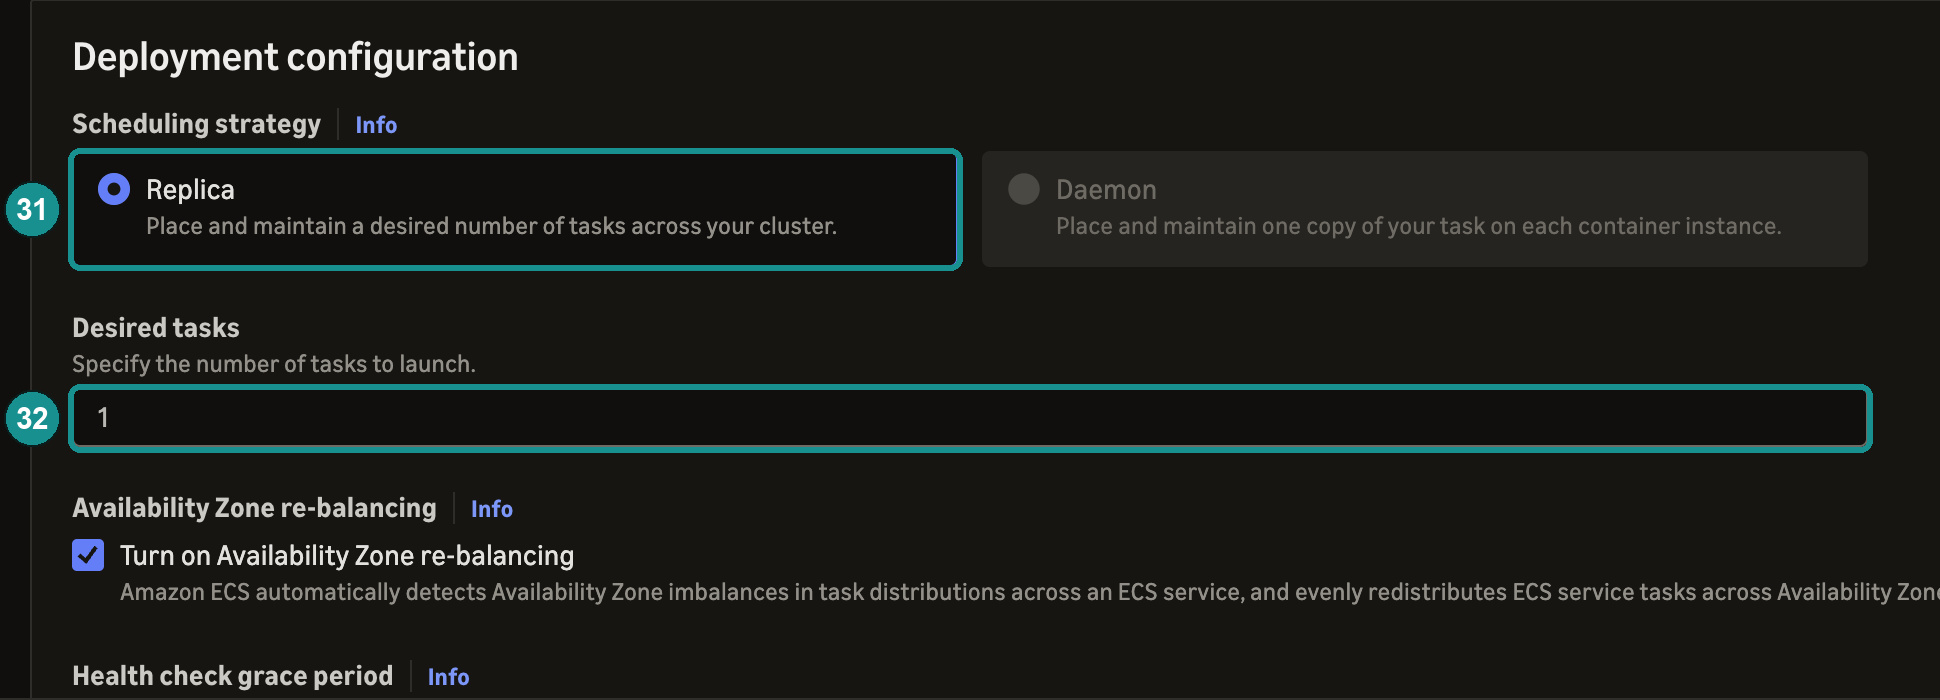 Deployment configuration
Scheduling strategy Info
31
Replica
Place and maintain a desired number of tasks across your cluster.
Daemon
Place and maintain one copy of your task on each container instance.
Desired tasks
Specify the number of tasks to launch.
32
1
Availability Zone re-balancing Info
Turn on Availability Zone re-balancing
Amazon ECS automatically detects Availability Zone imbalances in task distributions across an ECS service, and evenly redistributes ECS service tasks across Availability
Health check grace period Info